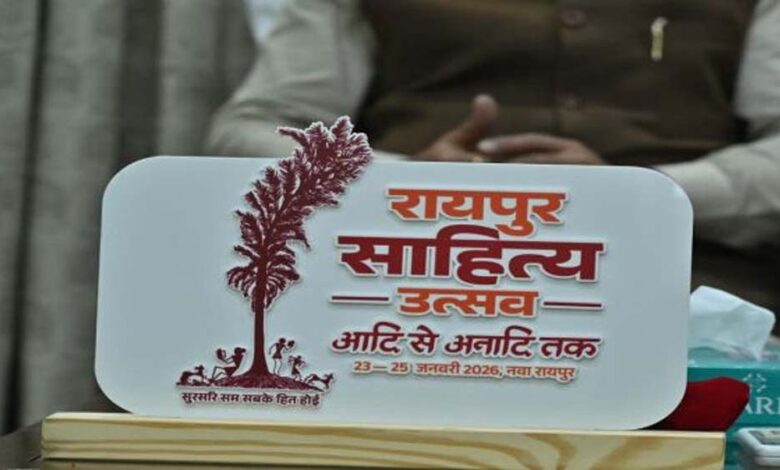 रायपुर
साहित्य
उत्सव
आदि से अनादि तक
23 — 25 जनवरी 2026, नवा रायपुर
सुरसरि सम सबके हित होई